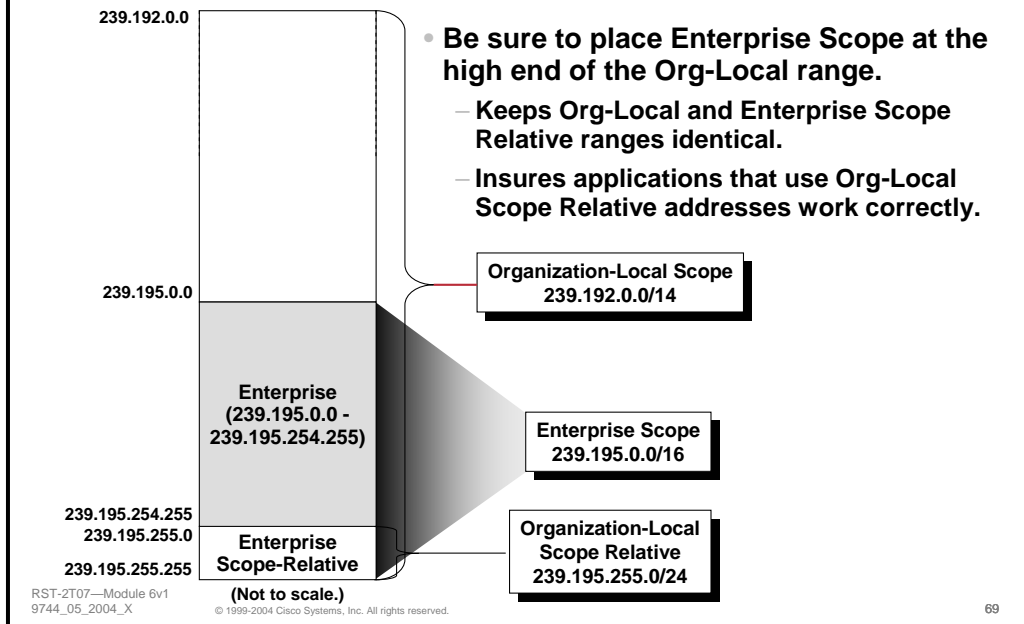 239.192.0.0
• Be sure to place Enterprise Scope at the
high end of the Org-Local range.
– Keeps Org-Local and Enterprise Scope
Relative ranges identical.
– Insures applications that use Org-Local
Scope Relative addresses work correctly.
Organization-Local Scope
239.192.0.0/14
239.195.0.0
Enterprise
(239.195.0.0 -
239.195.254.255)
Enterprise Scope
239.195.0.0/16
239.195.254.255
239.195.255.0
Enterprise
Scope-Relative
239.195.255.255
Organization-Local
Scope Relative
239.195.255.0/24
(Not to scale.)
RST-2T07—Module 6v1
9744_05_2004_X
© 1999-2004 Cisco Systems, Inc. All rights reserved.
69